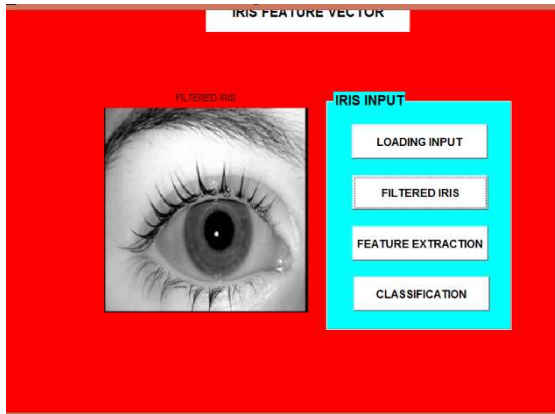 IRIS FEATURE VECTOR
FILTERED IRIS
IRIS INPUT
LOADING INPUT
FILTERED IRIS
FEATURE EXTRACTION
CLASSIFICATION